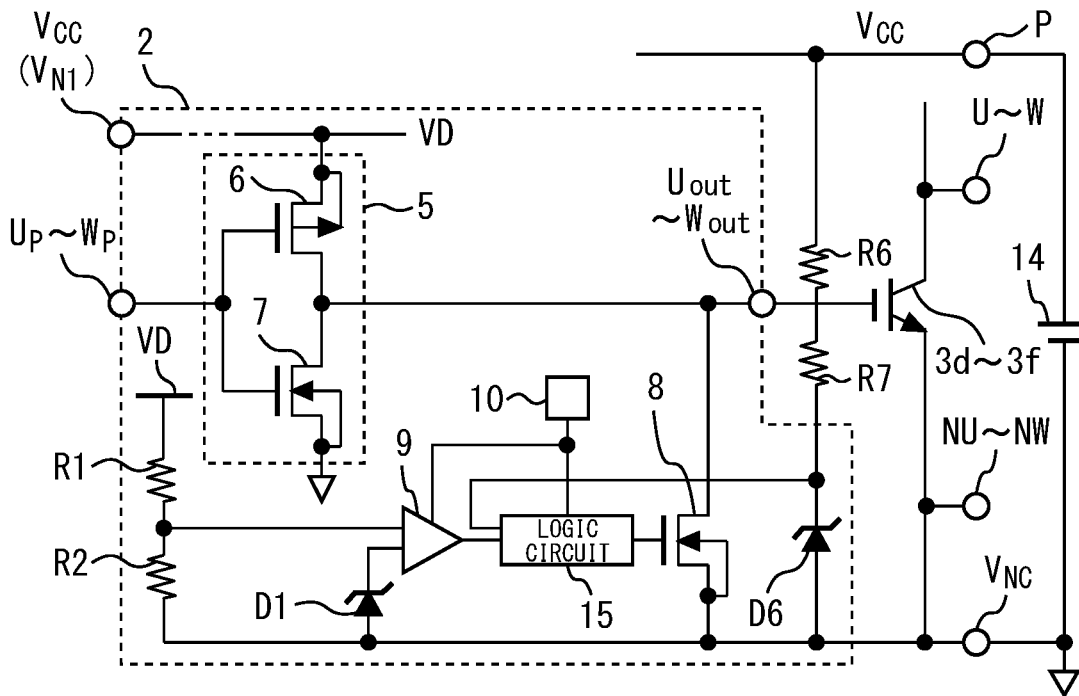 VCC
(VN1)
2
VCC
P
VD
U~W
6
5
Uout
~Wout
UP~WP
R6
14
7
VD
3d~3f
R7
10
8
NU~NW
R1
9
LOGIC
CIRCUIT
R2
D1
15
D6
VNC